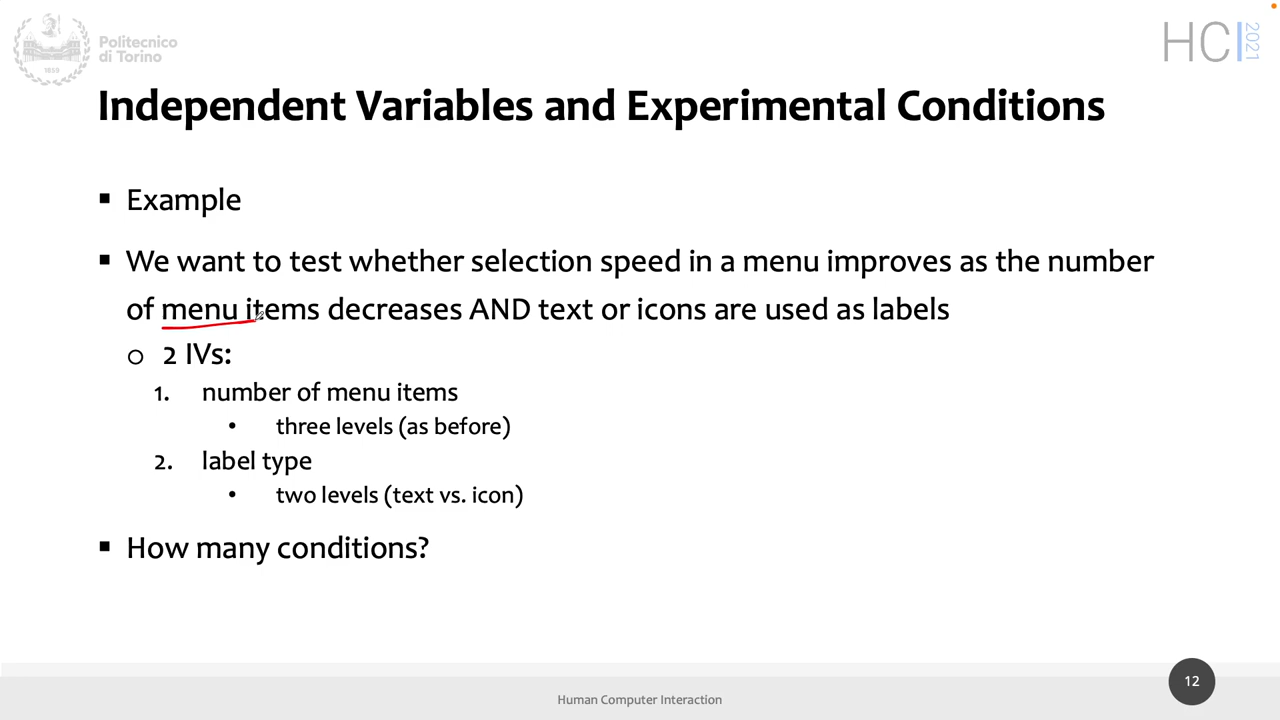 Politecnico
di Torino
1859
HCI 2021
Independent Variables and Experimental Conditions
▪ Example
▪ We want to test whether selection speed in a menu improves as the number
of menu items decreases AND text or icons are used as labels
o 2 IVs:
1. number of menu items
• three levels (as before)
2. label type
• two levels (text vs. icon)
▪ How many conditions?
12
Human Computer Interaction